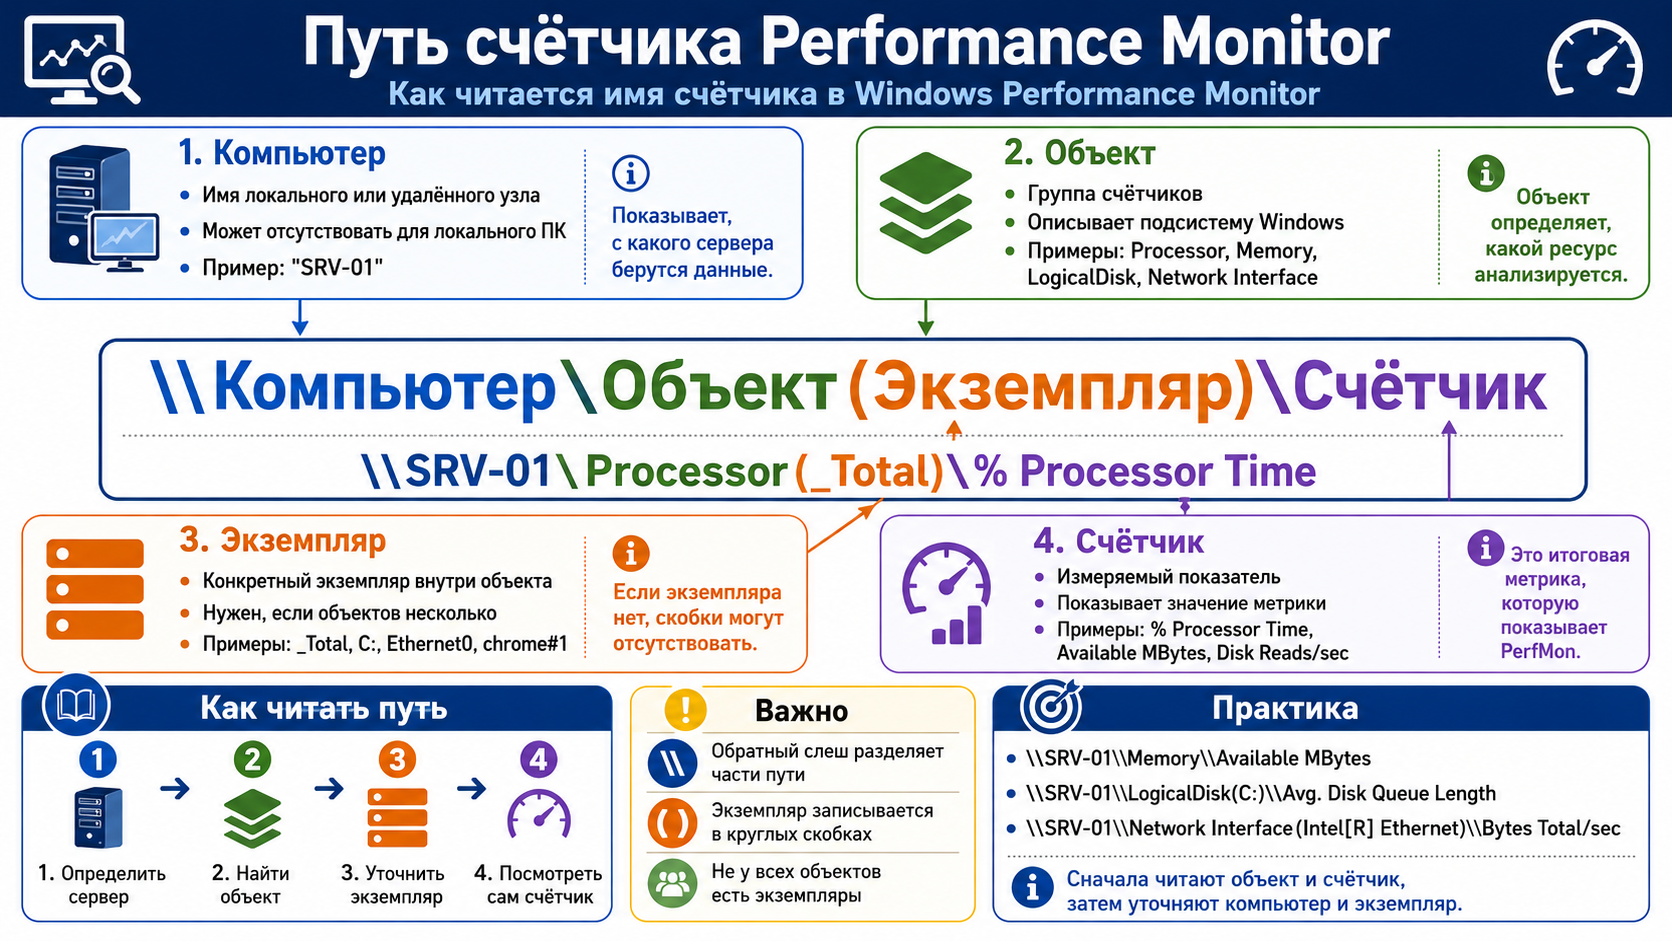 Путь счётчика Performance Monitor
Как читается имя счётчика в Windows Performance Monitor
1. Компьютер
• Имя локального или удалённого узла
• Может отсутствовать для локального ПК
• Пример: "SRV-01"
Показывает,
с какого сервера
берутся данные.
2. Объект
• Группа счётчиков
• Описывает подсистему Windows
• Примеры: Processor, Memory,
LogicalDisk, Network Interface
Объект
определяет,
какой ресурс
анализируется.
\\Компьютер\Объект(Экземпляр)\Счётчик
\\SRV-01\Processor(_Total)\% Processor Time
3. Экземпляр
• Конкретный экземпляр внутри объекта
• Нужен, если объектов несколько
• Примеры: _Total, C:, Ethernet0, chrome#1
Если экземпляра
нет, скобки могут
отсутствовать.
4. Счётчик
• Измеряемый показатель
• Показывает значение метрики
• Примеры: % Processor Time,
Available MBytes, Disk Reads/sec
Это итоговая
метрика,
которую
показывает
PerfMon.
Как читать путь
1
2
3
4
1. Определить
сервер
2. Найти
объект
3. Уточнить
экземпляр
4. Посмотреть
сам счётчик
Важно
\\ Обратный слеш разделяет
части пути
( ) Экземпляр записывается
в круглых скобках
Не у всех объектов
есть экземпляры
Практика
• \\SRV-01\\Memory\\Available MBytes
• \\SRV-01\\LogicalDisk(C:)\\Avg. Disk Queue Length
• \\SRV-01\\Network Interface(Intel[R] Ethernet)\\Bytes Total/sec
Сначала читают объект и счётчик,
затем уточняют компьютер и экземпляр.